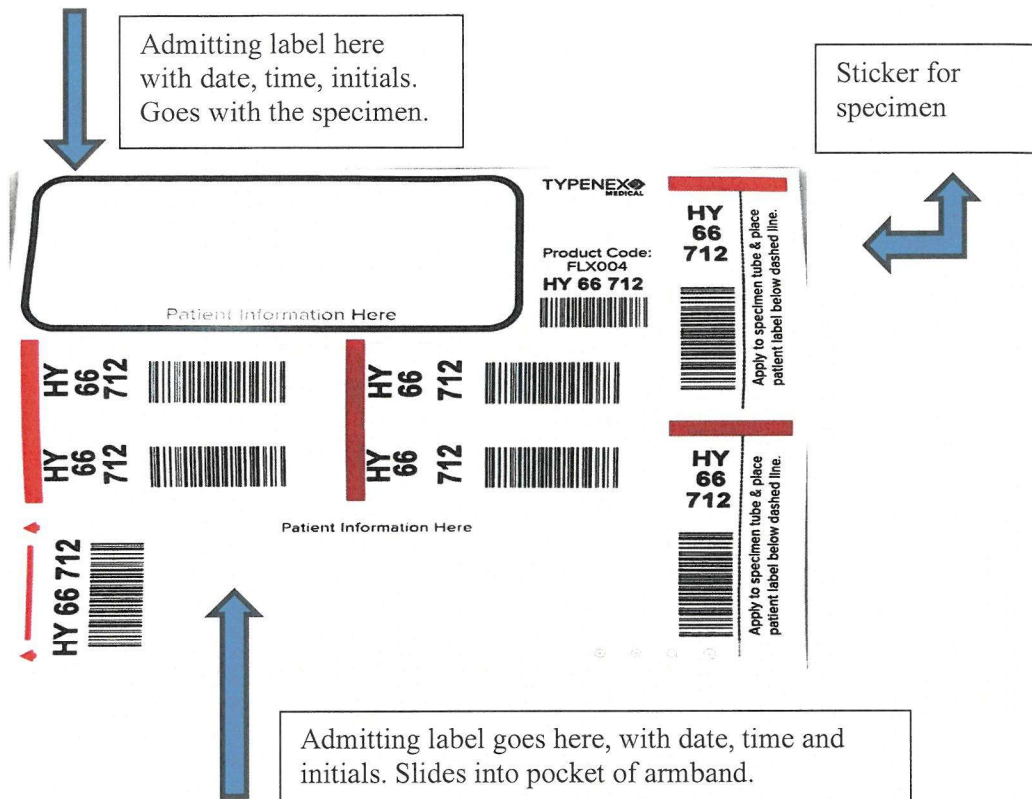 Admitting label here
with date, time, initials.
Goes with the specimen.
Sticker for
specimen
TYPENEX
MEDICAL
Product Code:
FLX004
HY 66 712
Patient Information Here
HY
66
712
Apply to specimen tube & place
patient label below dashed line.
HY
66
712
HY
66
712
HY
66
712
HY
66
712
HY
66
712
Apply to specimen tube & place
patient label below dashed line.
Patient Information Here
HY 66 712
Admitting label goes here, with date, time and
initials. Slides into pocket of armband.